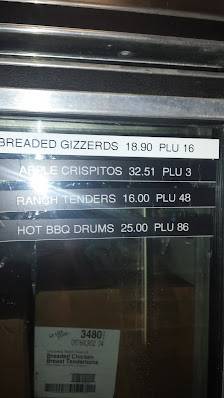 BREADED GIZZERDS 18.90 PLU 16
APPLE CRISPITOS 32.51 PLU 3
RANCH TENDERS 16.00 PLU 48
HOT BBQ DRUMS 25.00 PLU 86
3480
Breaded Chicken
Breast Tenderloins